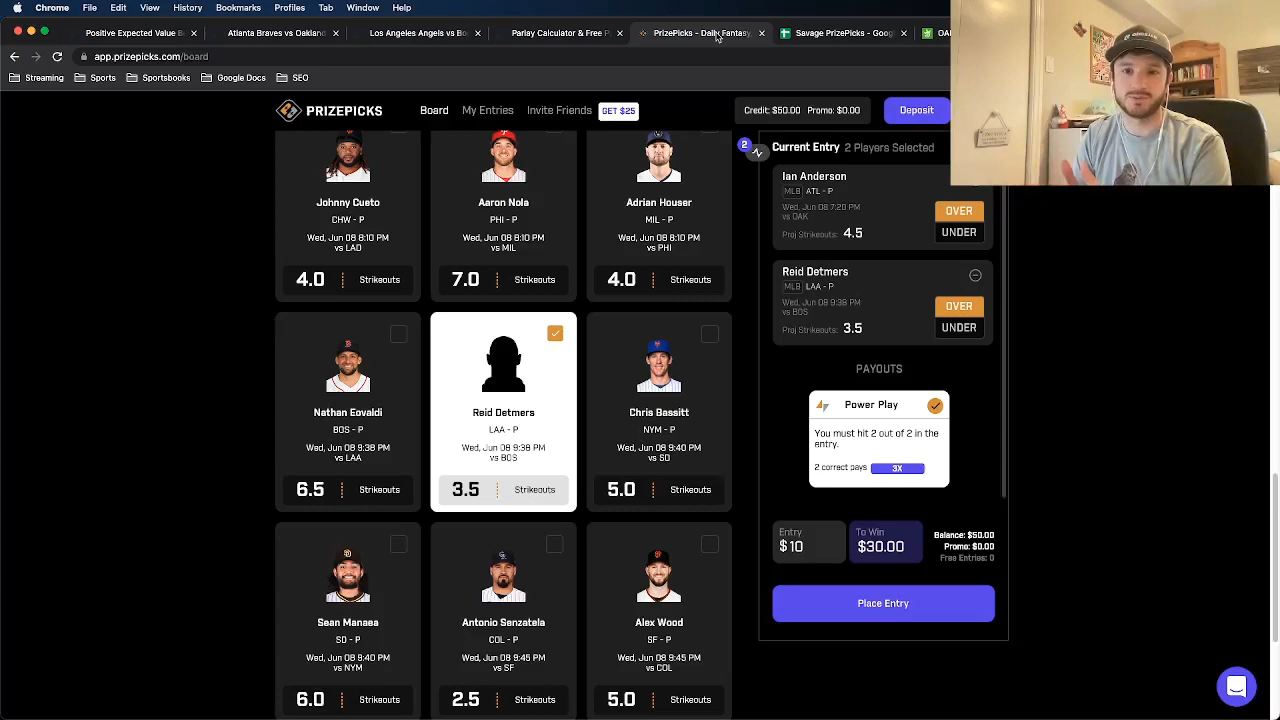 Chrome File Edit View History Bookmarks Profiles Tab Window Help
Positive Expected Value B
Atlanta Braves vs Oakland
Parlay Calculator & Free P
PrizePicks - Daily Fantasy
Savage PrizePicks - Goog
app.prizepicks.com/board
Streaming Sports Sportsbooks Google Docs SEO
PRIZEPICKS
Board My Entries Invite Friends GET $25
Credit: $50.00 Promo: $0.00
Deposit
Johnny Cueto
CHW - P
Wed, Jun 08 8:10 PM
vs LAD
4.0 Strikeouts
Aaron Nola
PHI - P
Wed, Jun 08 8:10 PM
vs MIL
7.0 Strikeouts
Adrian Houser
MIL - P
Wed, Jun 08 8:10 PM
vs PHI
4.0 Strikeouts
Nathan Eovaldi
BOS - P
Wed, Jun 08 9:38 PM
vs LAA
6.5 Strikeouts
Reid Detmers
LAA - P
Wed, Jun 08 9:38 PM
vs BOS
3.5 Strikeouts
Chris Bassitt
NYM - P
Wed, Jun 08 9:40 PM
vs SD
5.0 Strikeouts
Sean Manaea
SD - P
Wed, Jun 08 9:40 PM
vs NYM
6.0 Strikeouts
Antonio Senzatela
COL - P
Wed, Jun 08 9:45 PM
vs SF
2.5 Strikeouts
Alex Wood
SF - P
Wed, Jun 08 9:45 PM
vs COL
5.0 Strikeouts
2
Current Entry 2 Players Selected
Ian Anderson
MLB ATL - P
Wed, Jun 08 7:20 PM
vs OAK
Proj Strikeouts: 4.5
OVER
UNDER
Reid Detmers
MLB LAA - P
Wed, Jun 08 9:38 PM
vs BOS
Proj Strikeouts: 3.5
OVER
UNDER
PAYOUTS
Power Play
You must hit 2 out of 2 in the
entry.
2 correct pays 3X
Entry
$10
To Win
$30.00
Balance: $50.00
Promo: $0.00
Free Entries: 0
Place Entry